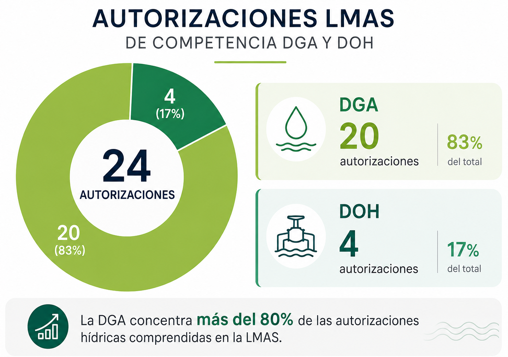 AUTORIZACIONES LMAS
DE COMPETENCIA DGA Y DOH
4
(17%)
24
AUTORIZACIONES
20
(83%)
DGA
20
autorizaciones
83%
del total
DOH
4
autorizaciones
17%
del total
La DGA concentra más del 80% de las autorizaciones
hídricas comprendidas en la LMAS.